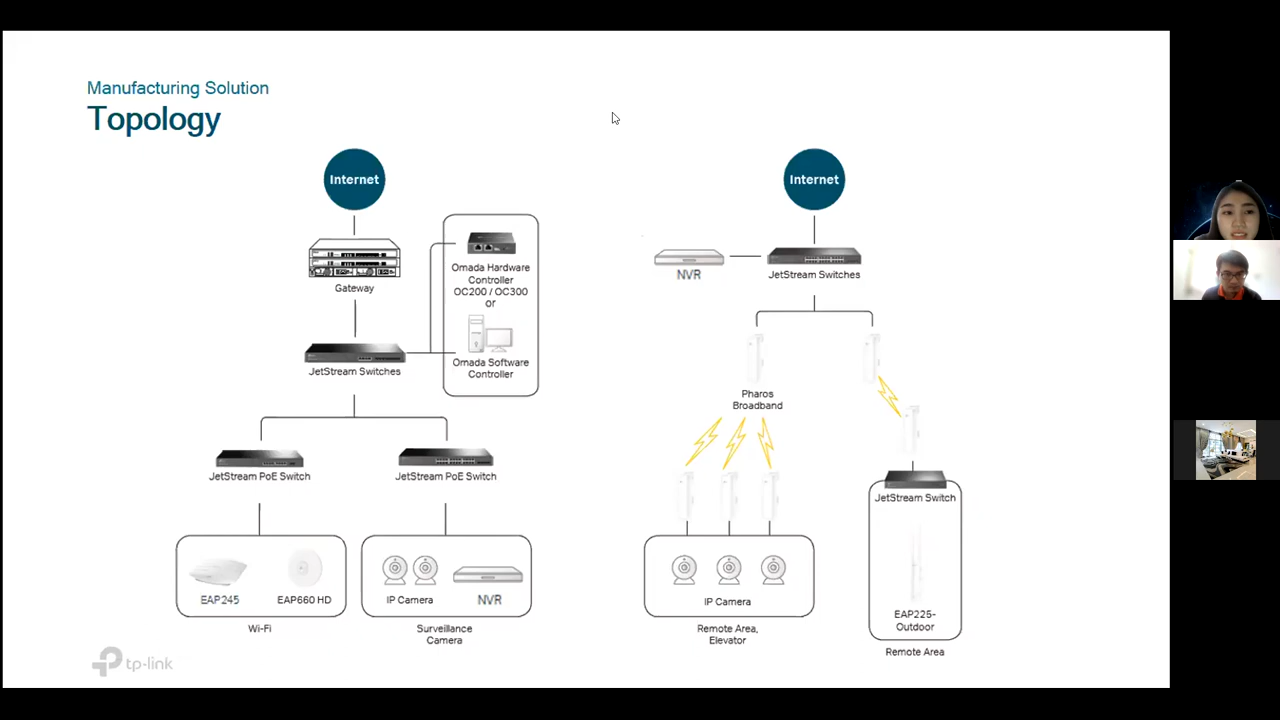 Manufacturing Solution
Topology
Internet
Gateway
JetStream Switches
Omada Hardware
Controller
OC200 / OC300
or
Omada Software
Controller
JetStream PoE Switch
JetStream PoE Switch
EAP245
EAP660 HD
Wi-Fi
IP Camera
NVR
Surveillance
Camera
Internet
NVR
JetStream Switches
Pharos
Broadband
IP Camera
Remote Area,
Elevator
JetStream Switch
EAP225-
Outdoor
Remote Area
tp-link